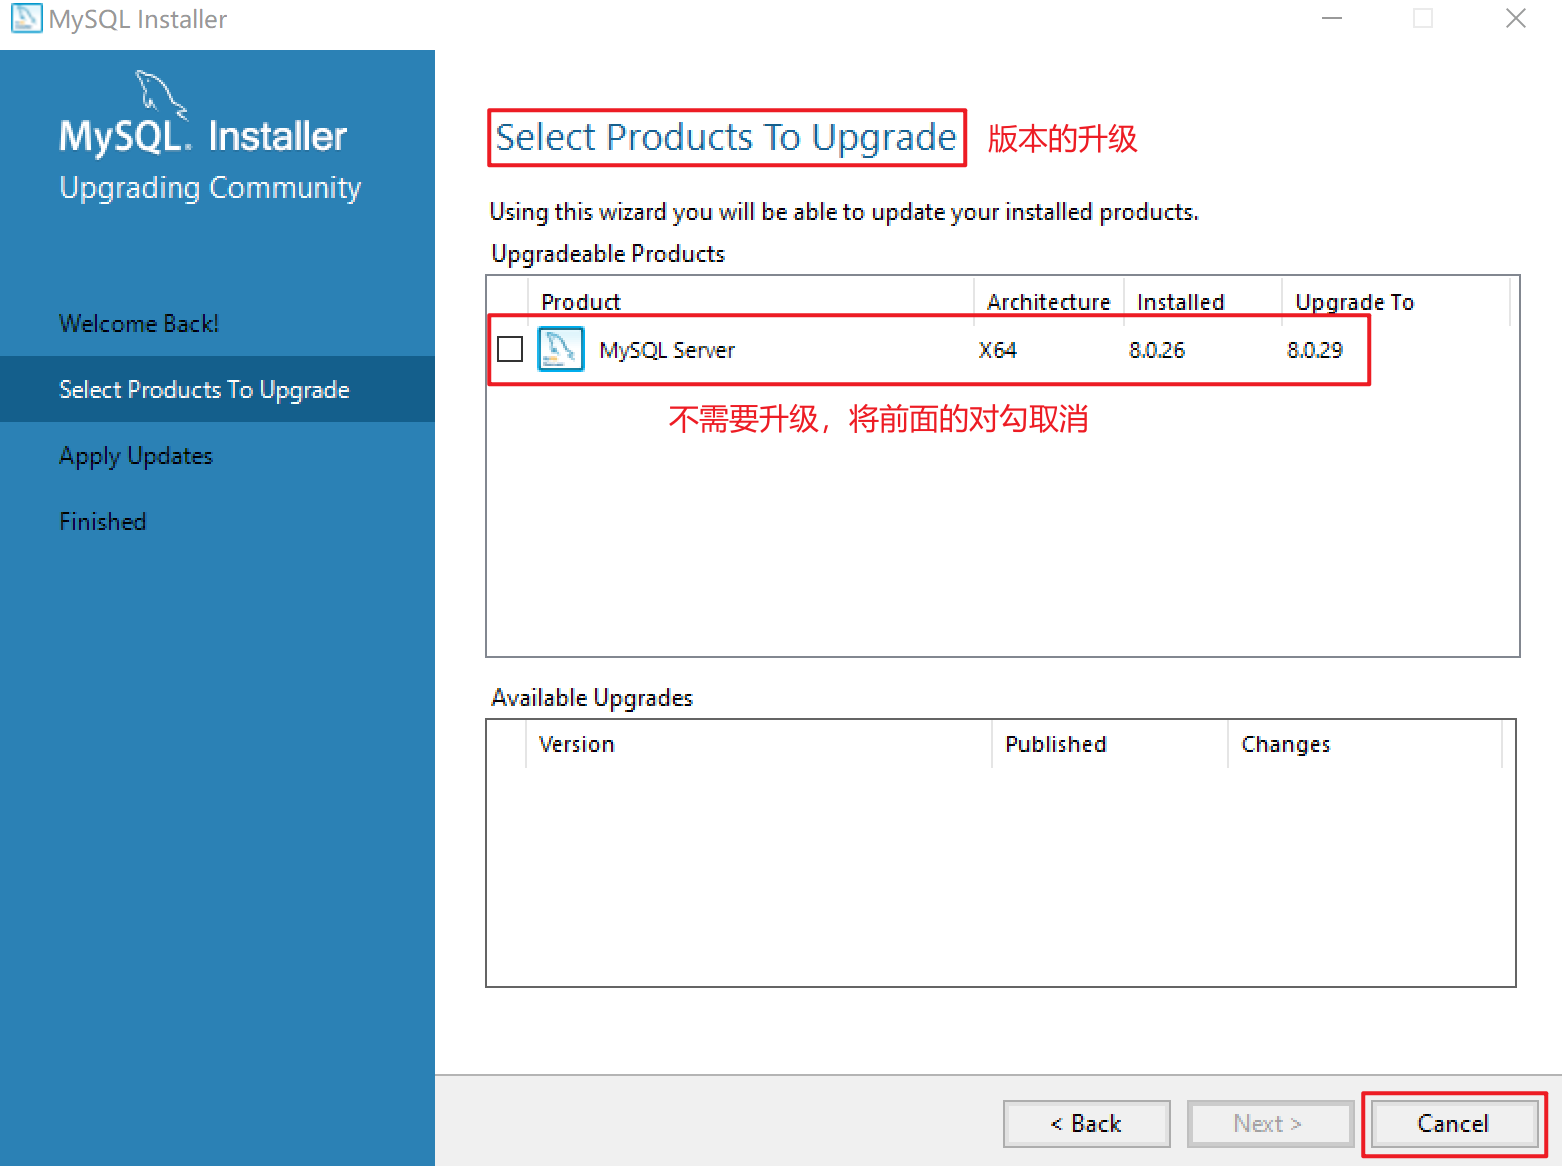 MySQL Installer
MySQL. Installer
Upgrading Community
Welcome Back!
Select Products To Upgrade
Apply Updates
Finished
Select Products To Upgrade 版本的升级
Using this wizard you will be able to update your installed products.
Upgradeable Products
Product Architecture Installed Upgrade To
MySQL Server X64 8.0.26 8.0.29
不需要升级，将前面的对勾取消
Available Upgrades
Version Published Changes
< Back Next > Cancel